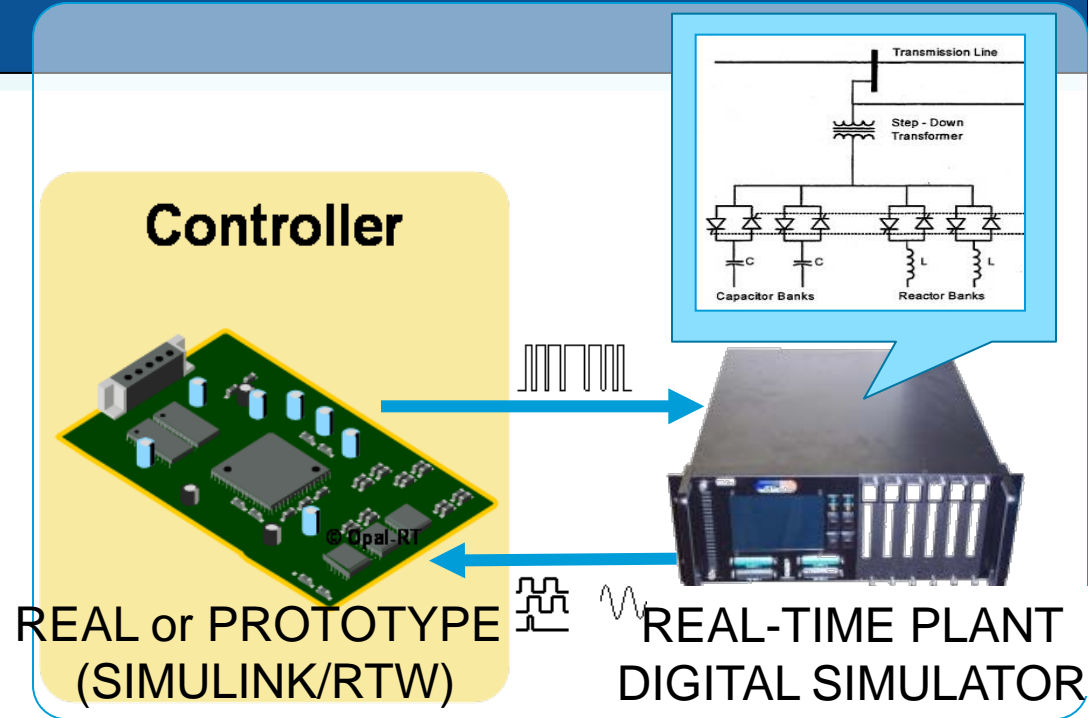 Transmission Line
Step - Down
Transformer
C
C
L
L
Capacitor Banks
Reactor Banks
Controller
© Opal-RT
REAL or PROTOTYPE
(SIMULINK/RTW)
REAL-TIME PLANT
DIGITAL SIMULATOR